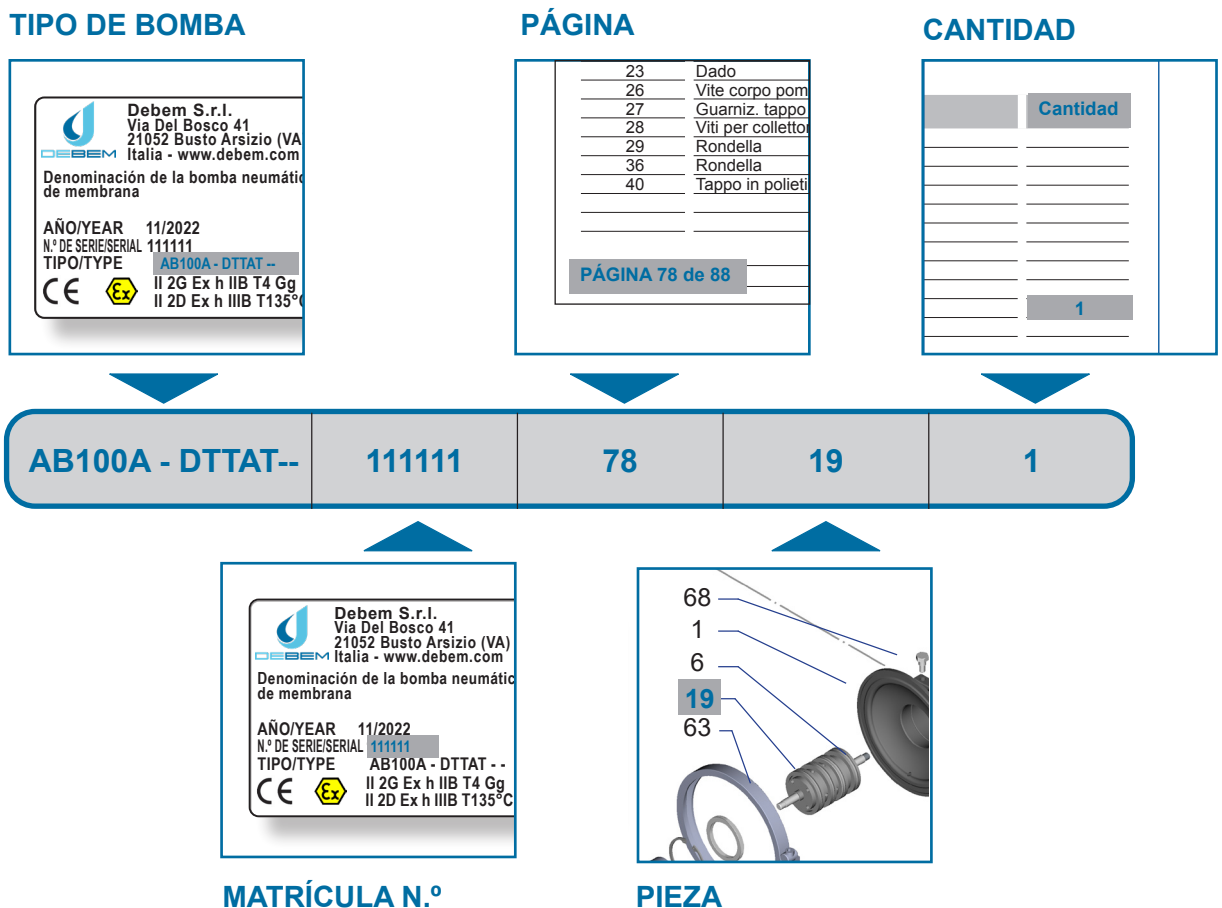 TIPO DE BOMBA
Debem S.r.l.
Via Del Bosco 41
21052 Busto Arsizio (VA
DEBEM
Italia - www.debem.com
Denominación de la bomba neumátic
de membrana
AÑO/YEAR 11/2022
N.º DE SERIE/SERIAL 111111
TIPO/TYPE AB100A - DTTAT --
CE Ex II 2G Ex h IIB T4 Gg
II 2D Ex h IIIB T135°C
PÁGINA
23 Dado
26 Vite corpo pom
27 Guarniz. tappo
28 Viti per collettor
29 Rondella
36 Rondella
40 Tappo in polieti
PÁGINA 78 de 88
CANTIDAD
Cantidad
1
AB100A - DTTAT-- 111111 78 19 1
Debem S.r.l.
Via Del Bosco 41
21052 Busto Arsizio (VA)
DEBEM
Italia - www.debem.com
Denominación de la bomba neumátic
de membrana
AÑO/YEAR 11/2022
N.º DE SERIE/SERIAL 111111
TIPO/TYPE AB100A - DTTAT - -
CE Ex II 2G Ex h IIB T4 Gg
II 2D Ex h IIIB T135°C
MATRÍCULA N.º
68
1
6
19
63
PIEZA